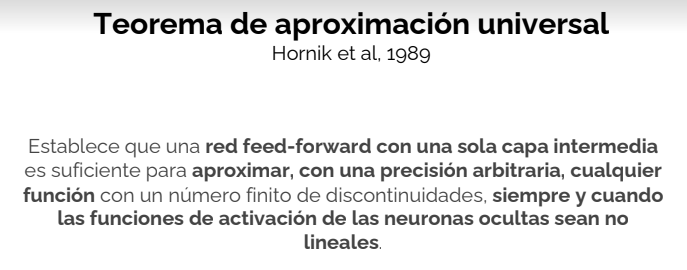 Teorema de aproximación universal
Hornik et al, 1989
Establece que una red feed-forward con una sola capa intermedia
es suficiente para aproximar, con una precisión arbitraria, cualquier
función con un número finito de discontinuidades, siempre y cuando
las funciones de activación de las neuronas ocultas sean no
lineales.